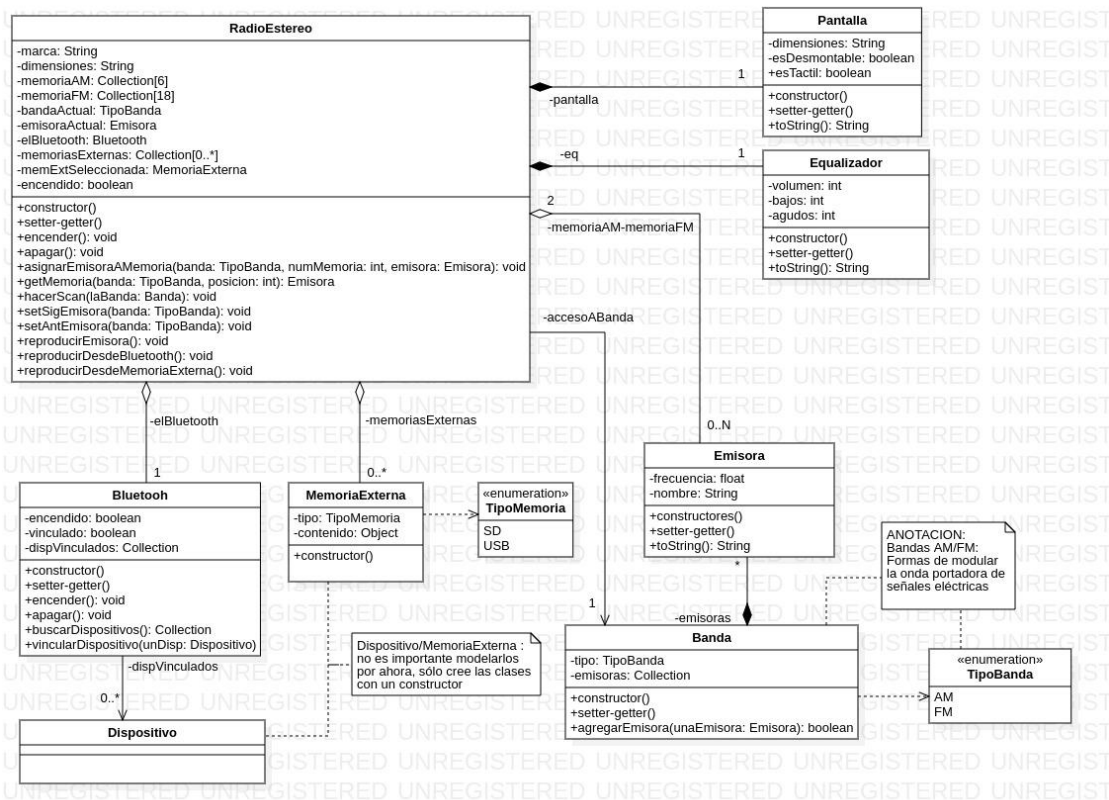 RadioEstereo
-marca: String
-dimensiones: String
-memoriaAM: Collection[6]
-memoriaFM: Collection[18]
-bandaActual: TipoBanda
-emisoraActual: Emisora
-elBluetooth: Bluetooth
-memoriasExternas: Collection[0..*]
-memExtSeleccionada: MemoriaExterna
-encendido: boolean
+constructor()
+setter-getter()
+encender(): void
+apagar(): void
+asignarEmisoraAMemoria(banda: TipoBanda, numMemoria: int, emisora: Emisora): void
+getMemoria(banda: TipoBanda, posicion: int): Emisora
+hacerScan(laBanda: Banda): void
+setSigEmisora(banda: TipoBanda): void
+setAntEmisora(banda: TipoBanda): void
+reproducirEmisora(): void
+reproducirDesdeBluetooth(): void
+reproducirDesdeMemoriaExterna(): void
1
-pantalla
Pantalla
-dimensiones: String
-esDesmontable: boolean
+esTactil: boolean
+constructor()
+setter-getter()
+toString(): String
-eq
1
Equalizador
-volumen: int
-bajos: int
-agudos: int
+constructor()
+setter-getter()
+toString(): String
2
-memoriaAM-memoriaFM
0..N
-accesoABanda
1
-elBluetooth
1
-memoriasExternas
0..*
Bluetooh
-encendido: boolean
-vinculado: boolean
-dispVinculados: Collection
+constructor()
+setter-getter()
+encender(): void
+apagar(): void
+buscarDispositivos(): Collection
+vincularDispositivo(unDisp: Dispositivo)
MemoriaExterna
-tipo: TipoMemoria
-contenido: Object
+constructor()
«enumeration»
TipoMemoria
SD
USB
Emisora
-frecuencia: float
-nombre: String
+constructores()
+setter-getter()
+toString(): String
*
-emisoras
ANOTACION:
Bandas AM/FM:
Formas de modular
la onda portadora de
señales eléctricas
Banda
-tipo: TipoBanda
-emisoras: Collection
+constructor()
+setter-getter()
+agregarEmisora(unaEmisora: Emisora): boolean
«enumeration»
TipoBanda
AM
FM
Dispositivo/MemoriaExterna :
no es importante modelarlos
por ahora, sólo cree las clases
con un constructor
-dispVinculados
0..*
Dispositivo
UNREGISTERED